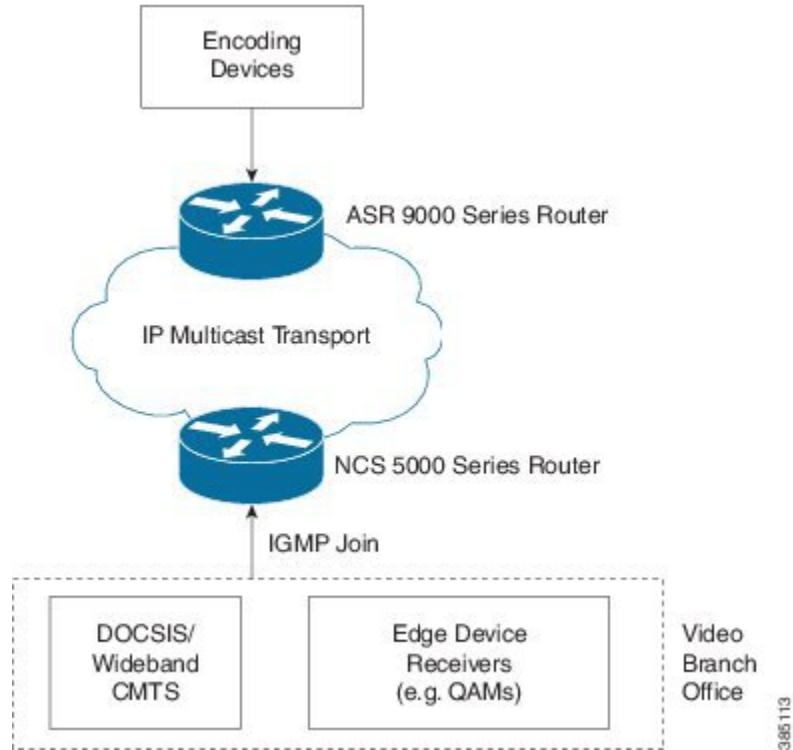 Encoding
Devices
ASR 9000 Series Router
IP Multicast Transport
NCS 5000 Series Router
IGMP Join
DOCSIS/
Wideband
CMTS
Edge Device
Receivers
(e.g. QAMs)
Video
Branch
Office
385113